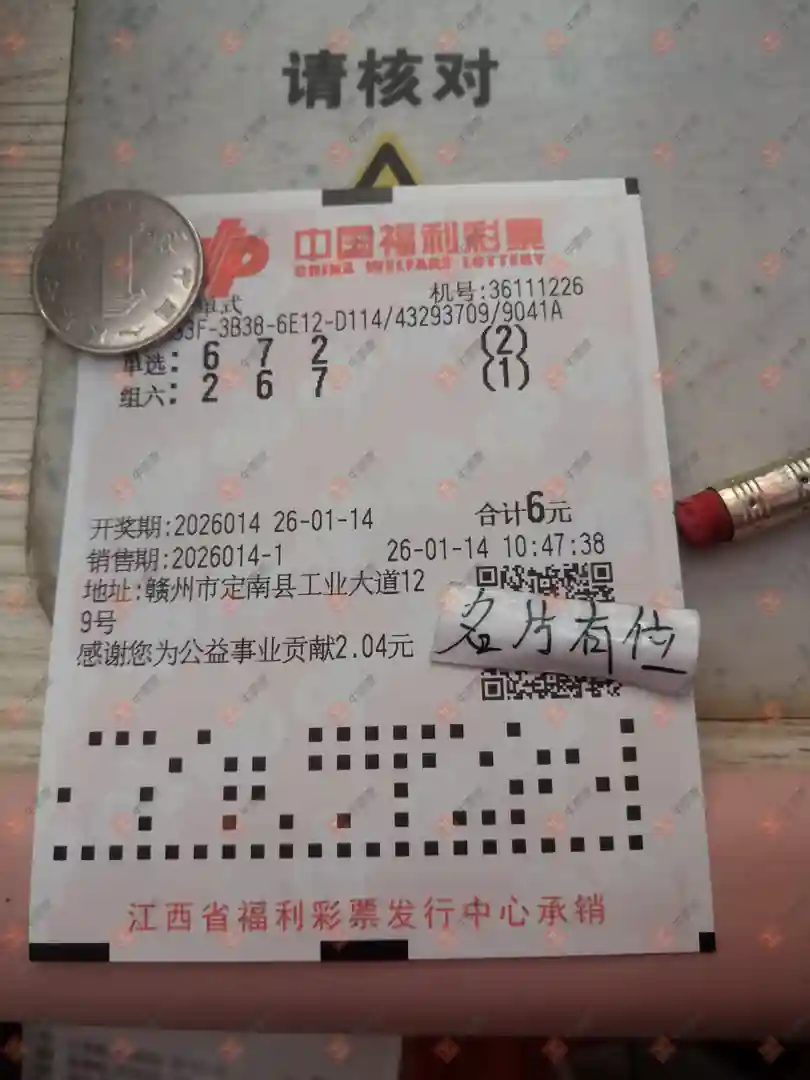 请核对
中国福利彩票
CHINA WELFARE LOTTERY
单式
机号:36111226
3F-3B38-6E12-D114/43293709/9041A
单选: 6 7 2 (2)
组六: 2 6 7 (1)
开奖期:2026014 26-01-14 合计6元
销售期:2026014-1 26-01-14 10:47:38
地址:赣州市定南县工业大道12
9号
感谢您为公益事业贡献2.04元
名片有位
江西省福利彩票发行中心承销